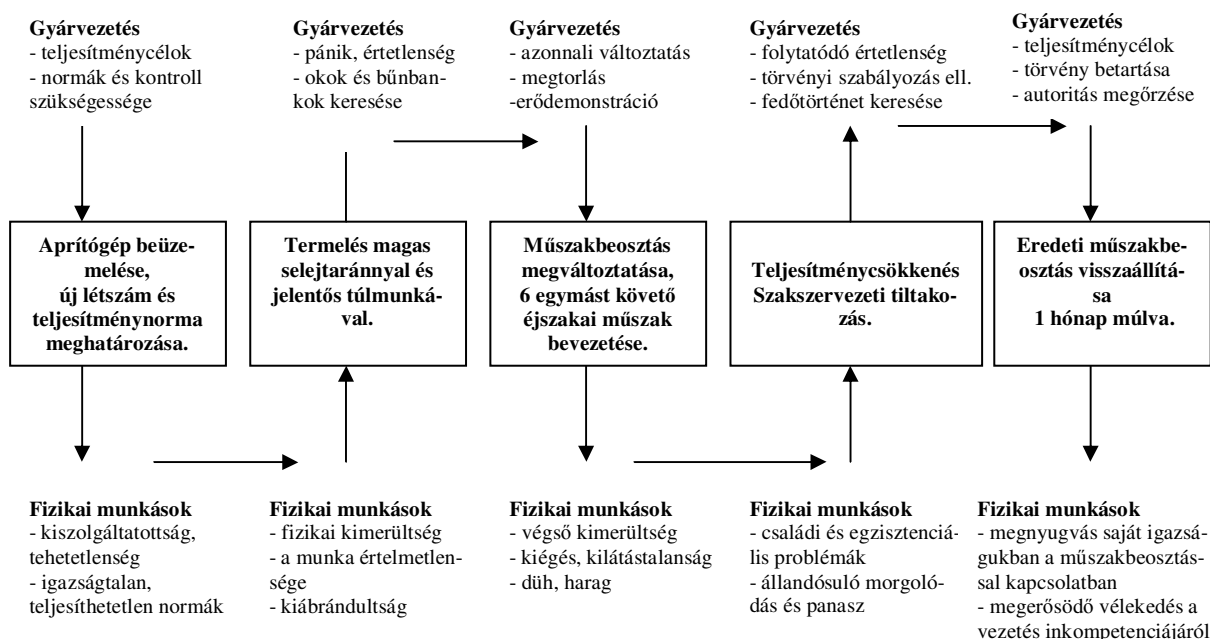 Gyárvezetés
- teljesítménycélok
- normák és kontroll
szükségessége
Gyárvezetés
- pánik, értetlenség
- okok és bűnban-
kok keresése
Gyárvezetés
- azonnali változtatás
- megtorlás
-erődemonstráció
Gyárvezetés
- folytatódó értetlenség
- törvényi szabályozás ell.
- fedőtörténet keresése
Gyárvezetés
- teljesítménycélok
- törvény betartása
- autoritás megőrzése
Aprítógép beüze-
melése,
új létszám és
teljesítménynorma
meghatározása.
Termelés magas
selejtaránnyal és
jelentős túlmunká-
val.
Műszakbeosztás
megváltoztatása,
6 egymást követő
éjszakai műszak
bevezetése.
Teljesítménycsökkenés
Szakszervezeti tiltako-
zás.
Eredeti műszakbe-
osztás visszaállítá-
sa
1 hónap múlva.
Fizikai munkások
- kiszolgáltatottság,
tehetetlenség
- igazságtalan,
teljesíthetetlen normák
Fizikai munkások
- fizikai kimerültség
- a munka értelmetlen-
sége
- kiábrándultság
Fizikai munkások
- végső kimerültség
- kiégés, kilátástalanság
- düh, harag
Fizikai munkások
- családi és egzisztenciá-
lis problémák
- állandósuló morgoló-
dás és panasz
Fizikai munkások
- megnyugvás saját igazsá-
gukban a műszakbeosztás-
sal kapcsolatban
- megerősödő vélekedés a
vezetés inkompetenciájáról